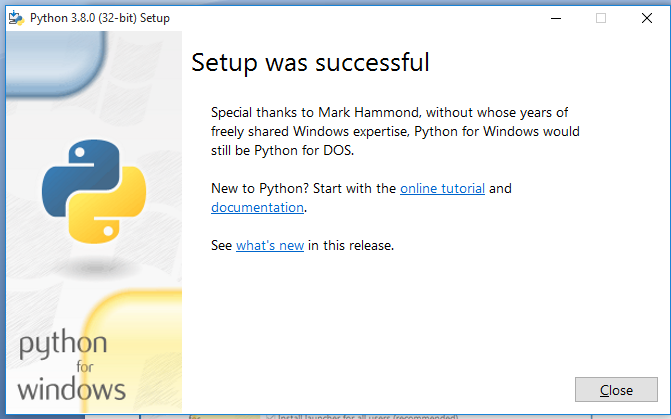 Python 3.8.0 (32-bit) Setup
Setup was successful
Special thanks to Mark Hammond, without whose years of
freely shared Windows expertise, Python for Windows would
still be Python for DOS.
New to Python? Start with the online tutorial and
documentation.
See what's new in this release.
python
for
windows
Close
Install launcher for all users (recommended)